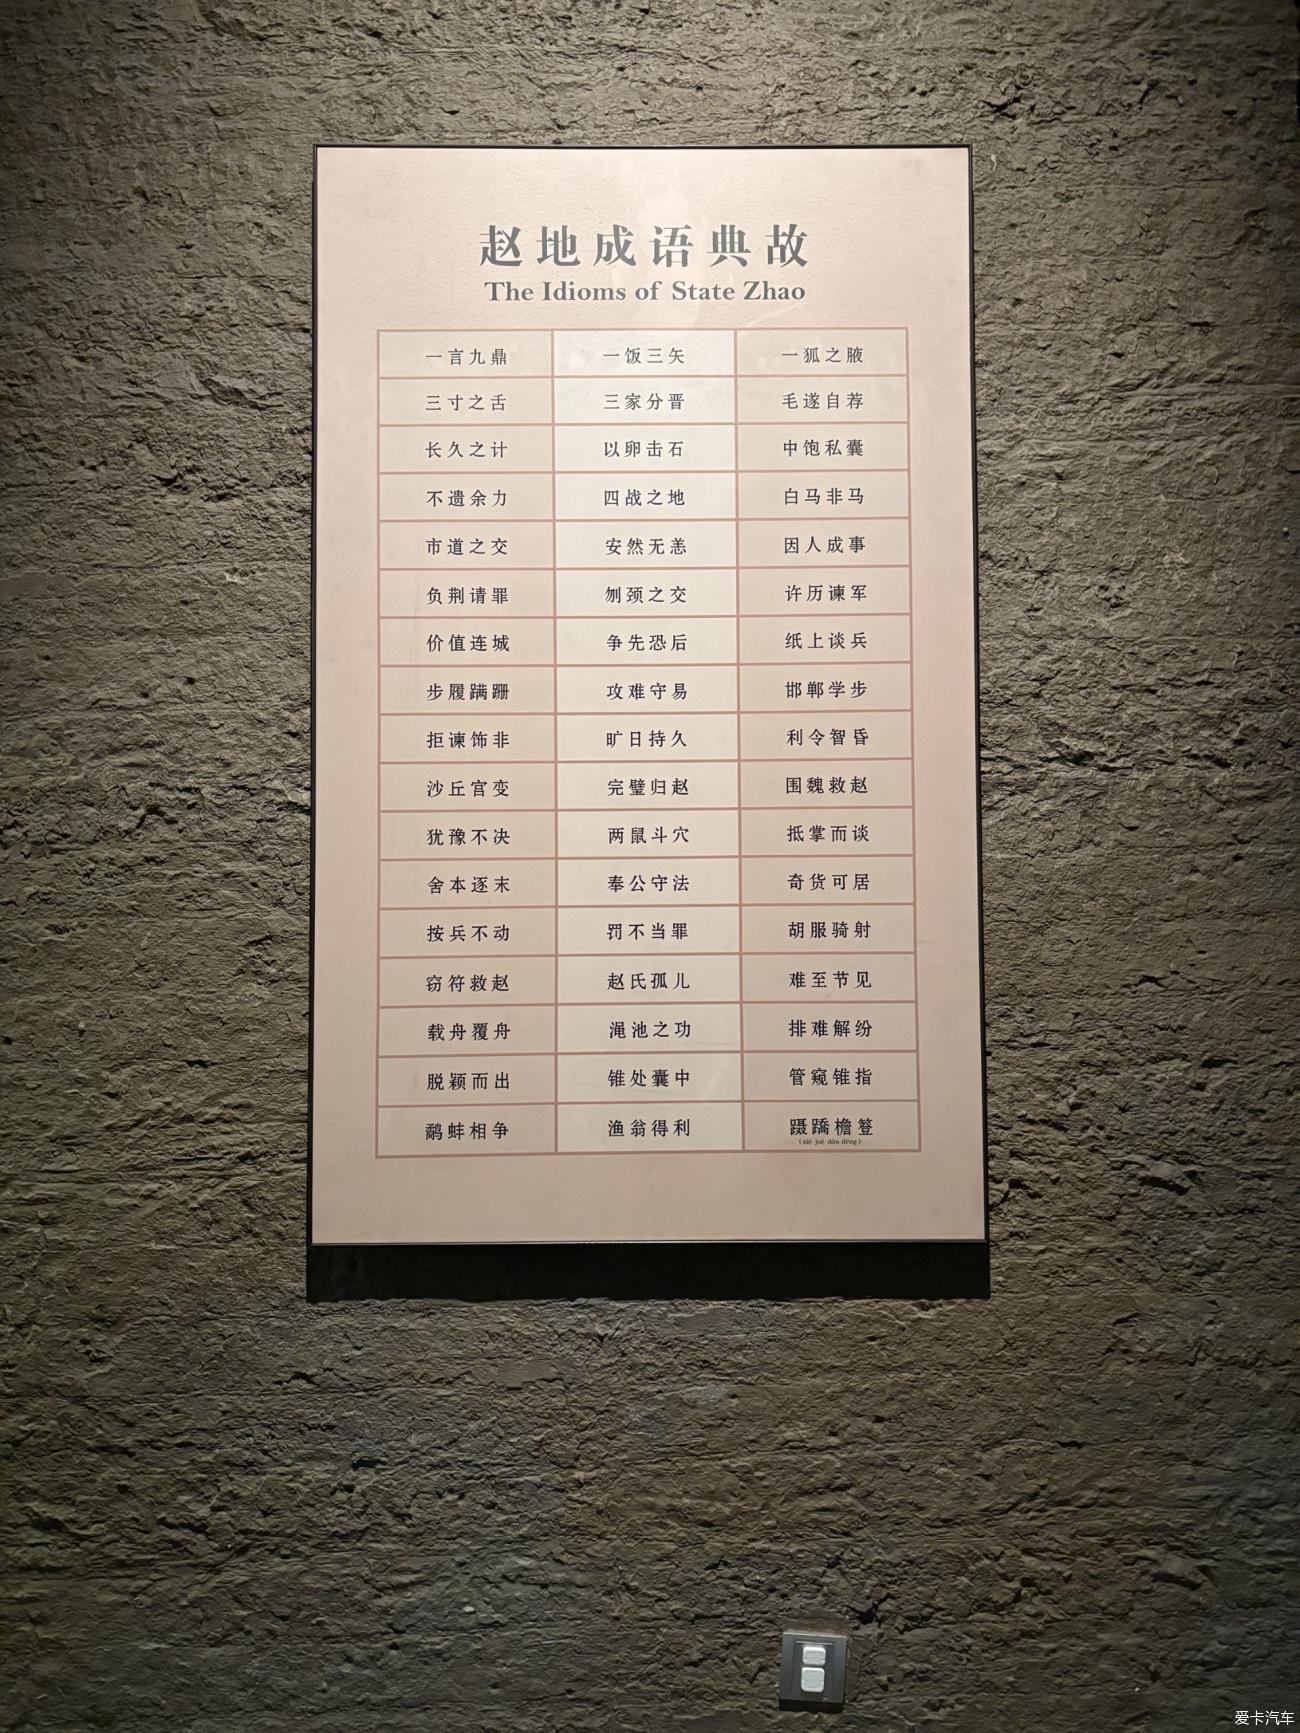 赵地成语典故
The Idioms of State Zhao
一言九鼎 一饭三矢 一狐之腋
三寸之舌 三家分晋 毛遂自荐
长久之计 以卵击石 中饱私囊
不遗余力 四战之地 白马非马
市道之交 安然无恙 因人成事
负荆请罪 刎颈之交 许历谏军
价值连城 争先恐后 纸上谈兵
步履蹒跚 攻难守易 邯郸学步
拒谏饰非 旷日持久 利令智昏
沙丘宫变 完璧归赵 围魏救赵
犹豫不决 两鼠斗穴 抵掌而谈
舍本逐末 奉公守法 奇货可居
按兵不动 罚不当罪 胡服骑射
窃符救赵 赵氏孤儿 难至节见
载舟覆舟 渑池之功 排难解纷
脱颖而出 锥处囊中 管窥锥指
鹬蚌相争 渔翁得利 蹑蹻檐簦
(niè juē dān dēng)
爱卡汽车